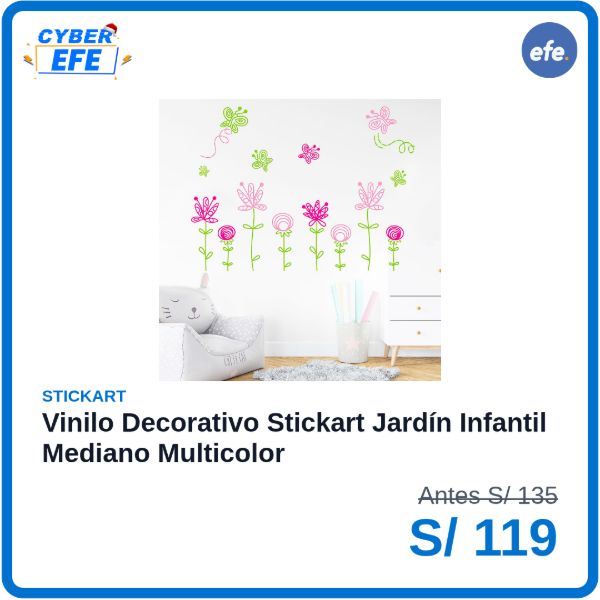 CYBER
EFE
efe.
STICKART
Vinilo Decorativo Stickart Jardín Infantil
Mediano Multicolor
Antes S/ 135
S/ 119